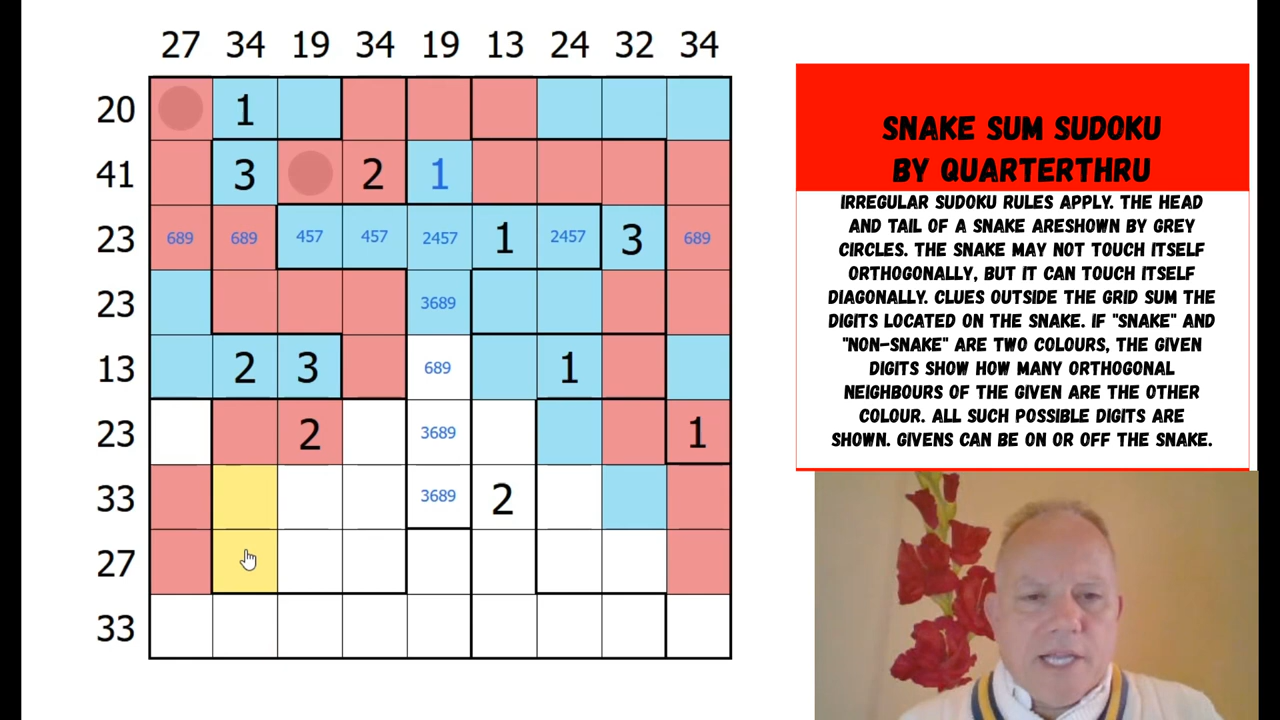 27 34 19 34 19 13 24 32 34
20 1
41 3 2 1
23 689 689 457 457 2457 1 2457 3 689
23 3689
13 2 3 689 1
23 2 3689 1
33 3689 2
27
33
SNAKE SUM SUDOKU
BY QUARTERTHRU
IRREGULAR SUDOKU RULES APPLY. THE HEAD
AND TAIL OF A SNAKE ARESHOWN BY GREY
CIRCLES. THE SNAKE MAY NOT TOUCH ITSELF
ORTHOGONALLY, BUT IT CAN TOUCH ITSELF
DIAGONALLY. CLUES OUTSIDE THE GRID SUM THE
DIGITS LOCATED ON THE SNAKE. IF "SNAKE" AND
"NON-SNAKE" ARE TWO COLOURS, THE GIVEN
DIGITS SHOW HOW MANY ORTHOGONAL
NEIGHBOURS OF THE GIVEN ARE THE OTHER
COLOUR. ALL SUCH POSSIBLE DIGITS ARE
SHOWN. GIVENS CAN BE ON OR OFF THE SNAKE.